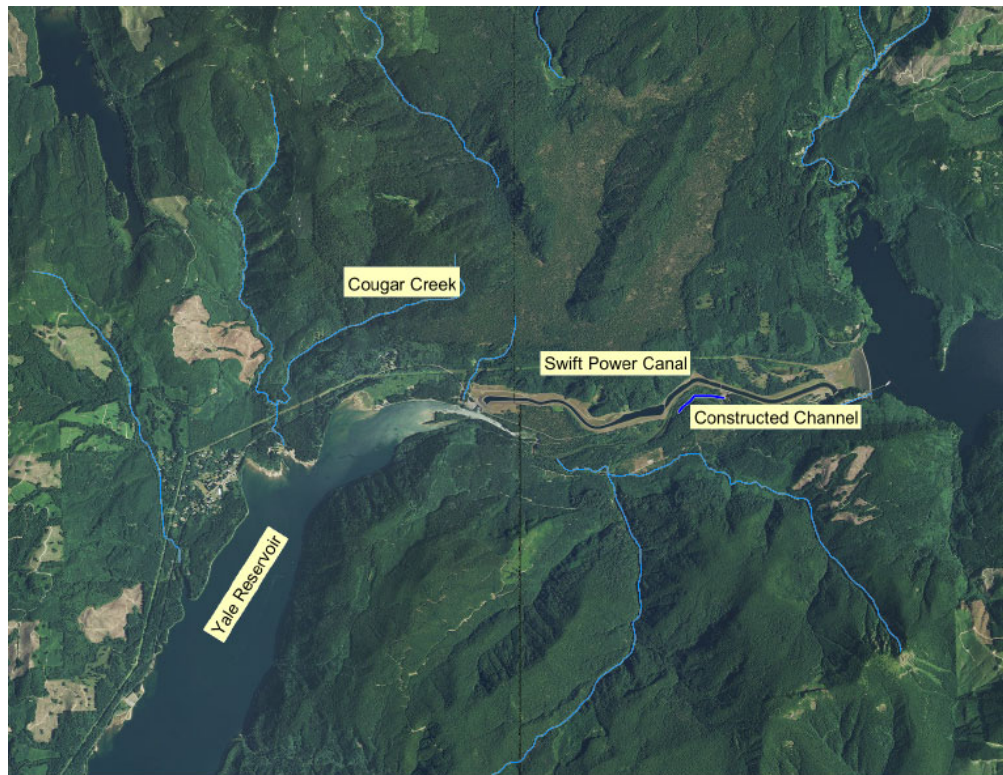 Cougar Creek
Swift Power Canal
Constructed Channel
Yale Reservoir